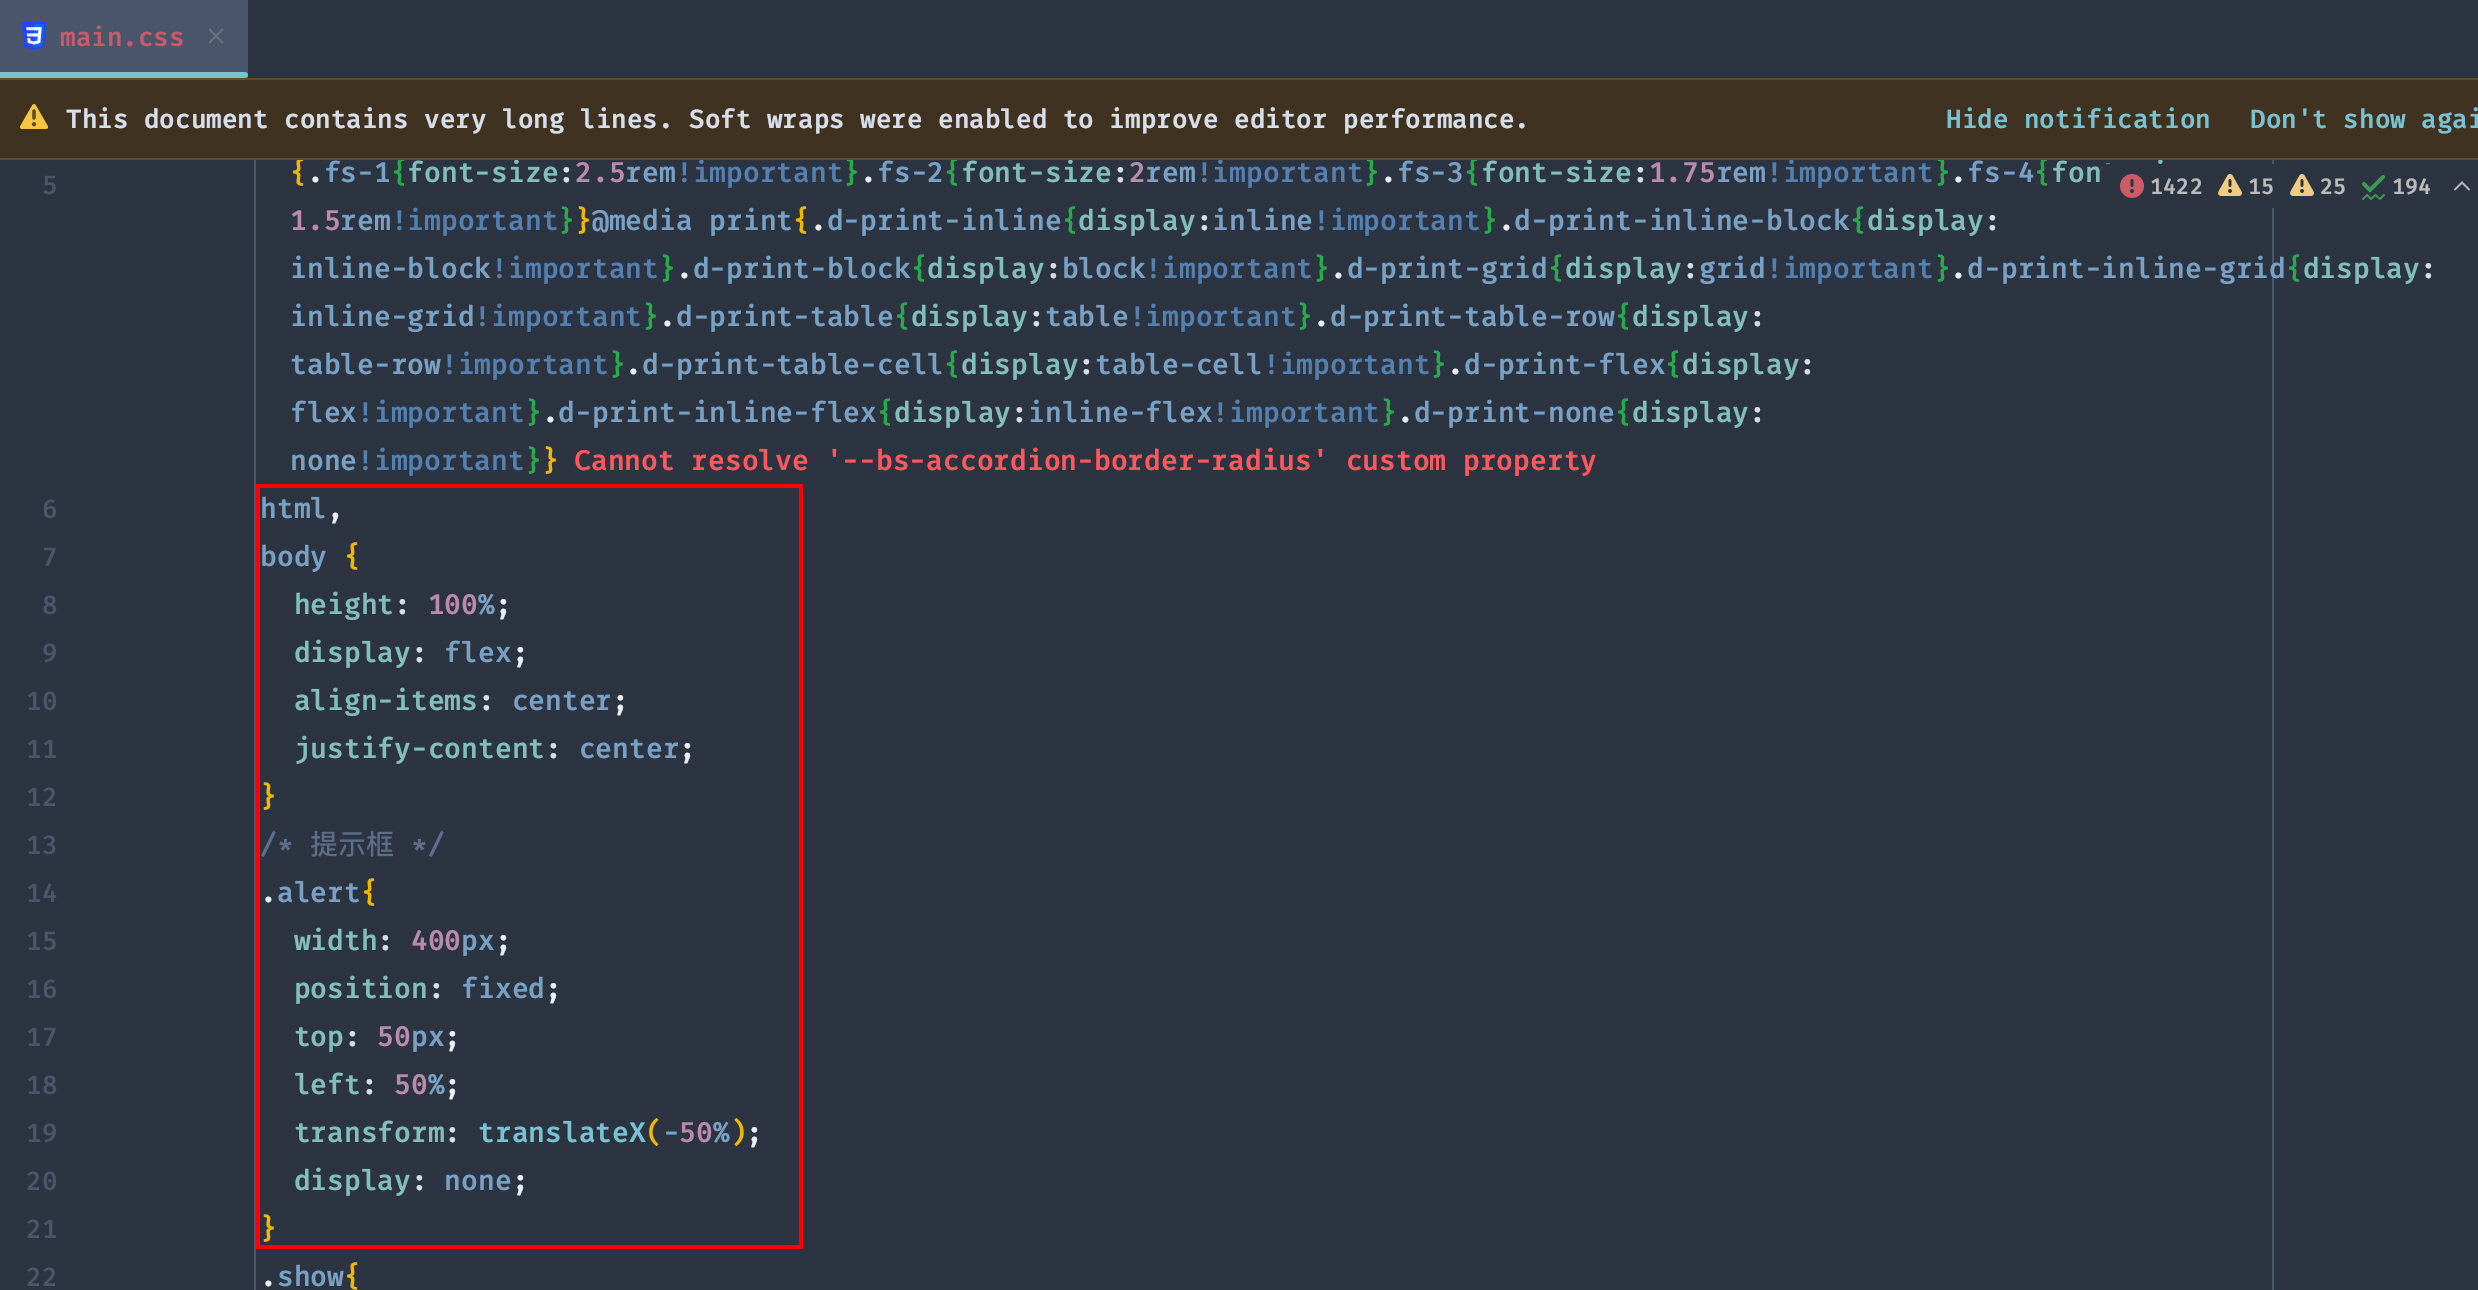 main.css
This document contains very long lines. Soft wraps were enabled to improve editor performance. Hide notification Don't show agai
5 {.fs-1{font-size:2.5rem!important}.fs-2{font-size:2rem!important}.fs-3{font-size:1.75rem!important}.fs-4{fon 1422 15 25 194
1.5rem!important}}@media print{.d-print-inline{display:inline!important}.d-print-inline-block{display:
inline-block!important}.d-print-block{display:block!important}.d-print-grid{display:grid!important}.d-print-inline-grid{display:
inline-grid!important}.d-print-table{display:table!important}.d-print-table-row{display:
table-row!important}.d-print-table-cell{display:table-cell!important}.d-print-flex{display:
flex!important}.d-print-inline-flex{display:inline-flex!important}.d-print-none{display:
none!important}} Cannot resolve '--bs-accordion-border-radius' custom property
6 html,
7 body {
8 height: 100%;
9 display: flex;
10 align-items: center;
11 justify-content: center;
12 }
13 /* 提示框 */
14 .alert{
15 width: 400px;
16 position: fixed;
17 top: 50px;
18 left: 50%;
19 transform: translateX(-50%);
20 display: none;
21 }
22 .show{